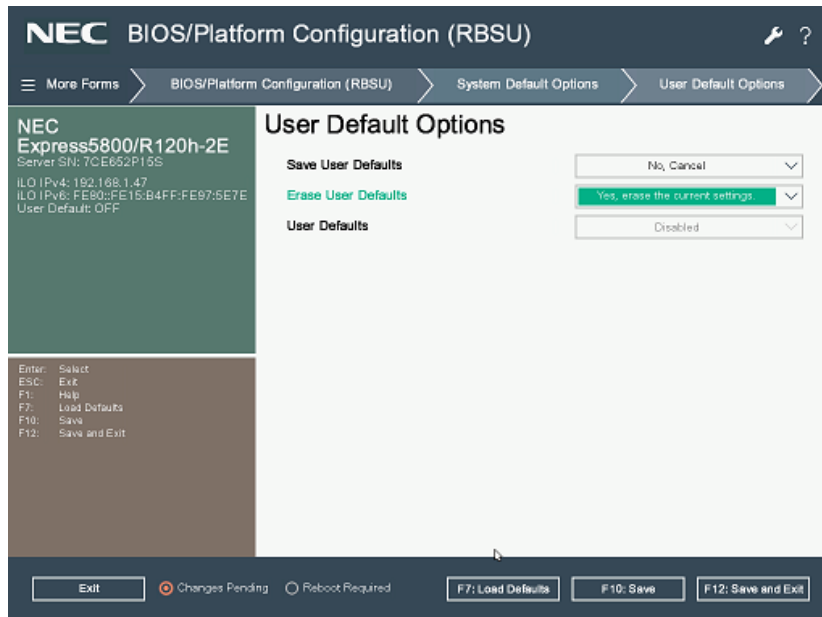 NEC BIOS/Platform Configuration (RBSU) ?
More Forms BIOS/Platform Configuration (RBSU) System Default Options User Default Options
NEC
Express5800/R120h-2E
Server SN: 7CE652P15S
iLO IPv4: 192.168.1.47
iLO IPv6: FE80::FE15:B4FF:FE97:5E7E
User Default: OFF
User Default Options
Save User Defaults No, Cancel
Erase User Defaults Yes, erase the current settings.
User Defaults Disabled
Enter: Select
ESC: Exit
F1: Help
F7: Load Defaults
F10: Save
F12: Save and Exit
Exit Changes Pending Reboot Required F7: Load Defaults F10: Save F12: Save and Exit